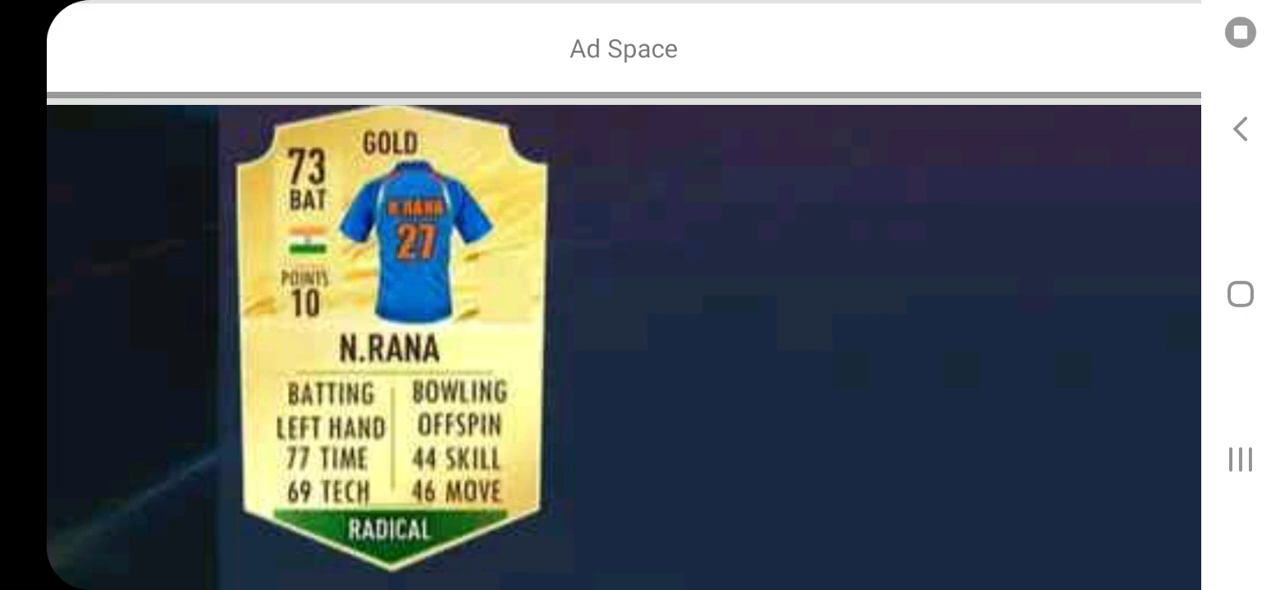 Ad Space
GOLD
73
BAT
N.RANA
27
POINTS
10
N.RANA
BATTING
LEFT HAND
77 TIME
69 TECH
BOWLING
OFFSPIN
44 SKILL
46 MOVE
RADICAL